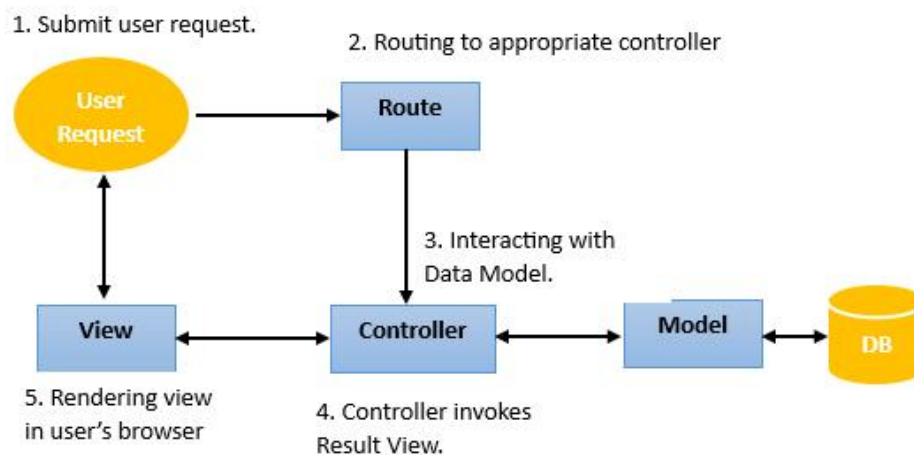 1. Submit user request.
2. Routing to appropriate controller
User
Request
Route
3. Interacting with
Data Model.
View
Controller
Model
DB
5. Rendering view
in user's browser
4. Controller invokes
Result View.